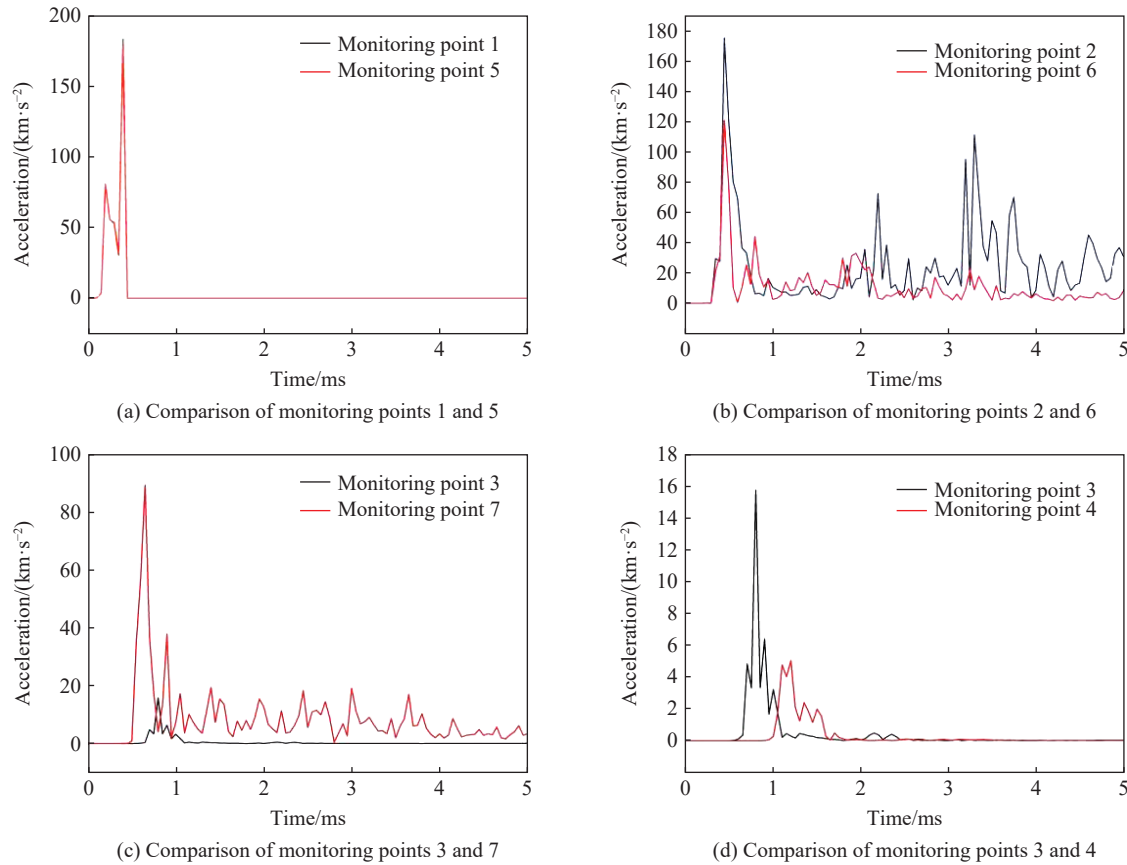 200
150
100
50
0
Acceleration/(km·s⁻²)
Monitoring point 1
Monitoring point 5
0 1 2 3 4 5
Time/ms
(a) Comparison of monitoring points 1 and 5
180
160
140
120
100
80
60
40
20
0
Acceleration/(km·s⁻²)
Monitoring point 2
Monitoring point 6
0 1 2 3 4 5
Time/ms
(b) Comparison of monitoring points 2 and 6
100
80
60
40
20
0
Acceleration/(km·s⁻²)
Monitoring point 3
Monitoring point 7
0 1 2 3 4 5
Time/ms
(c) Comparison of monitoring points 3 and 7
18
16
14
12
10
8
6
4
2
0
Acceleration/(km·s⁻²)
Monitoring point 3
Monitoring point 4
0 1 2 3 4 5
Time/ms
(d) Comparison of monitoring points 3 and 4